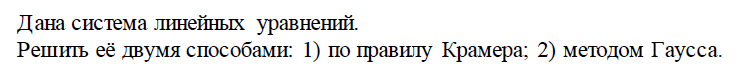 Дана система линейных уравнений.
Решить её двумя способами: 1) по правилу Крамера; 2) методом Гаусса.